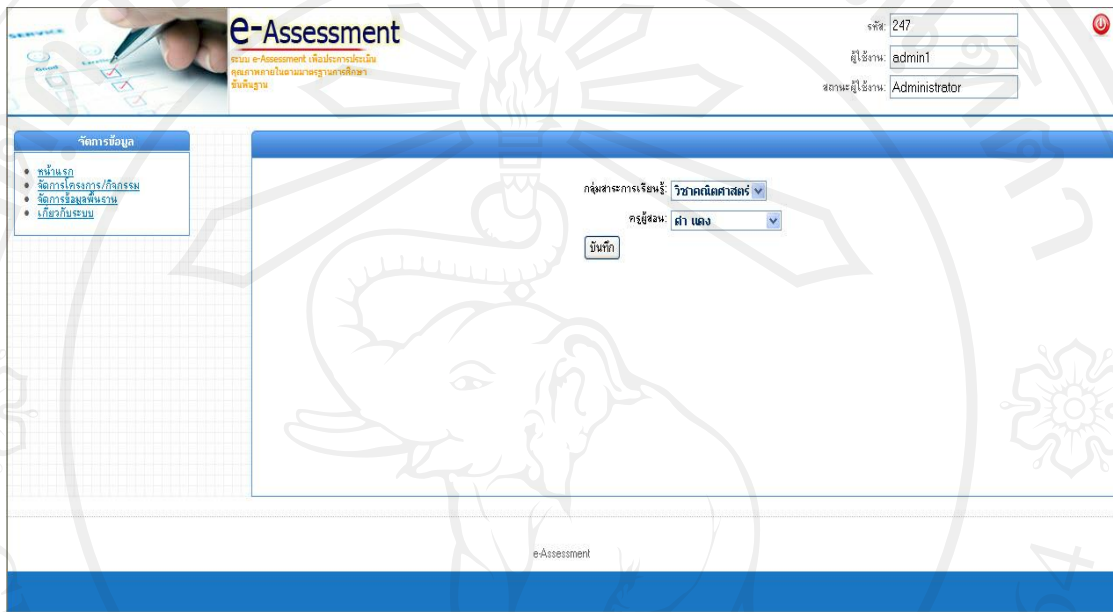 SERVICE
Good
e-Assessment
ระบบ e-Assessment เพื่อประการประเมิน
คุณภาพภายในตามมาตรฐานการศึกษา
ขั้นพื้นฐาน
รหัส: 247
ผู้ใช้งาน: admin1
สถานะผู้ใช้งาน: Administrator
จัดการข้อมูล
หน้าแรก
จัดการโครงการ/กิจกรรม
จัดการข้อมูลพื้นฐาน
เกี่ยวกับระบบ
กลุ่มสาระการเรียนรู้: วิชาคณิตศาสตร์
ครูผู้สอน: ดำ แดง
บันทึก
e-Assessment